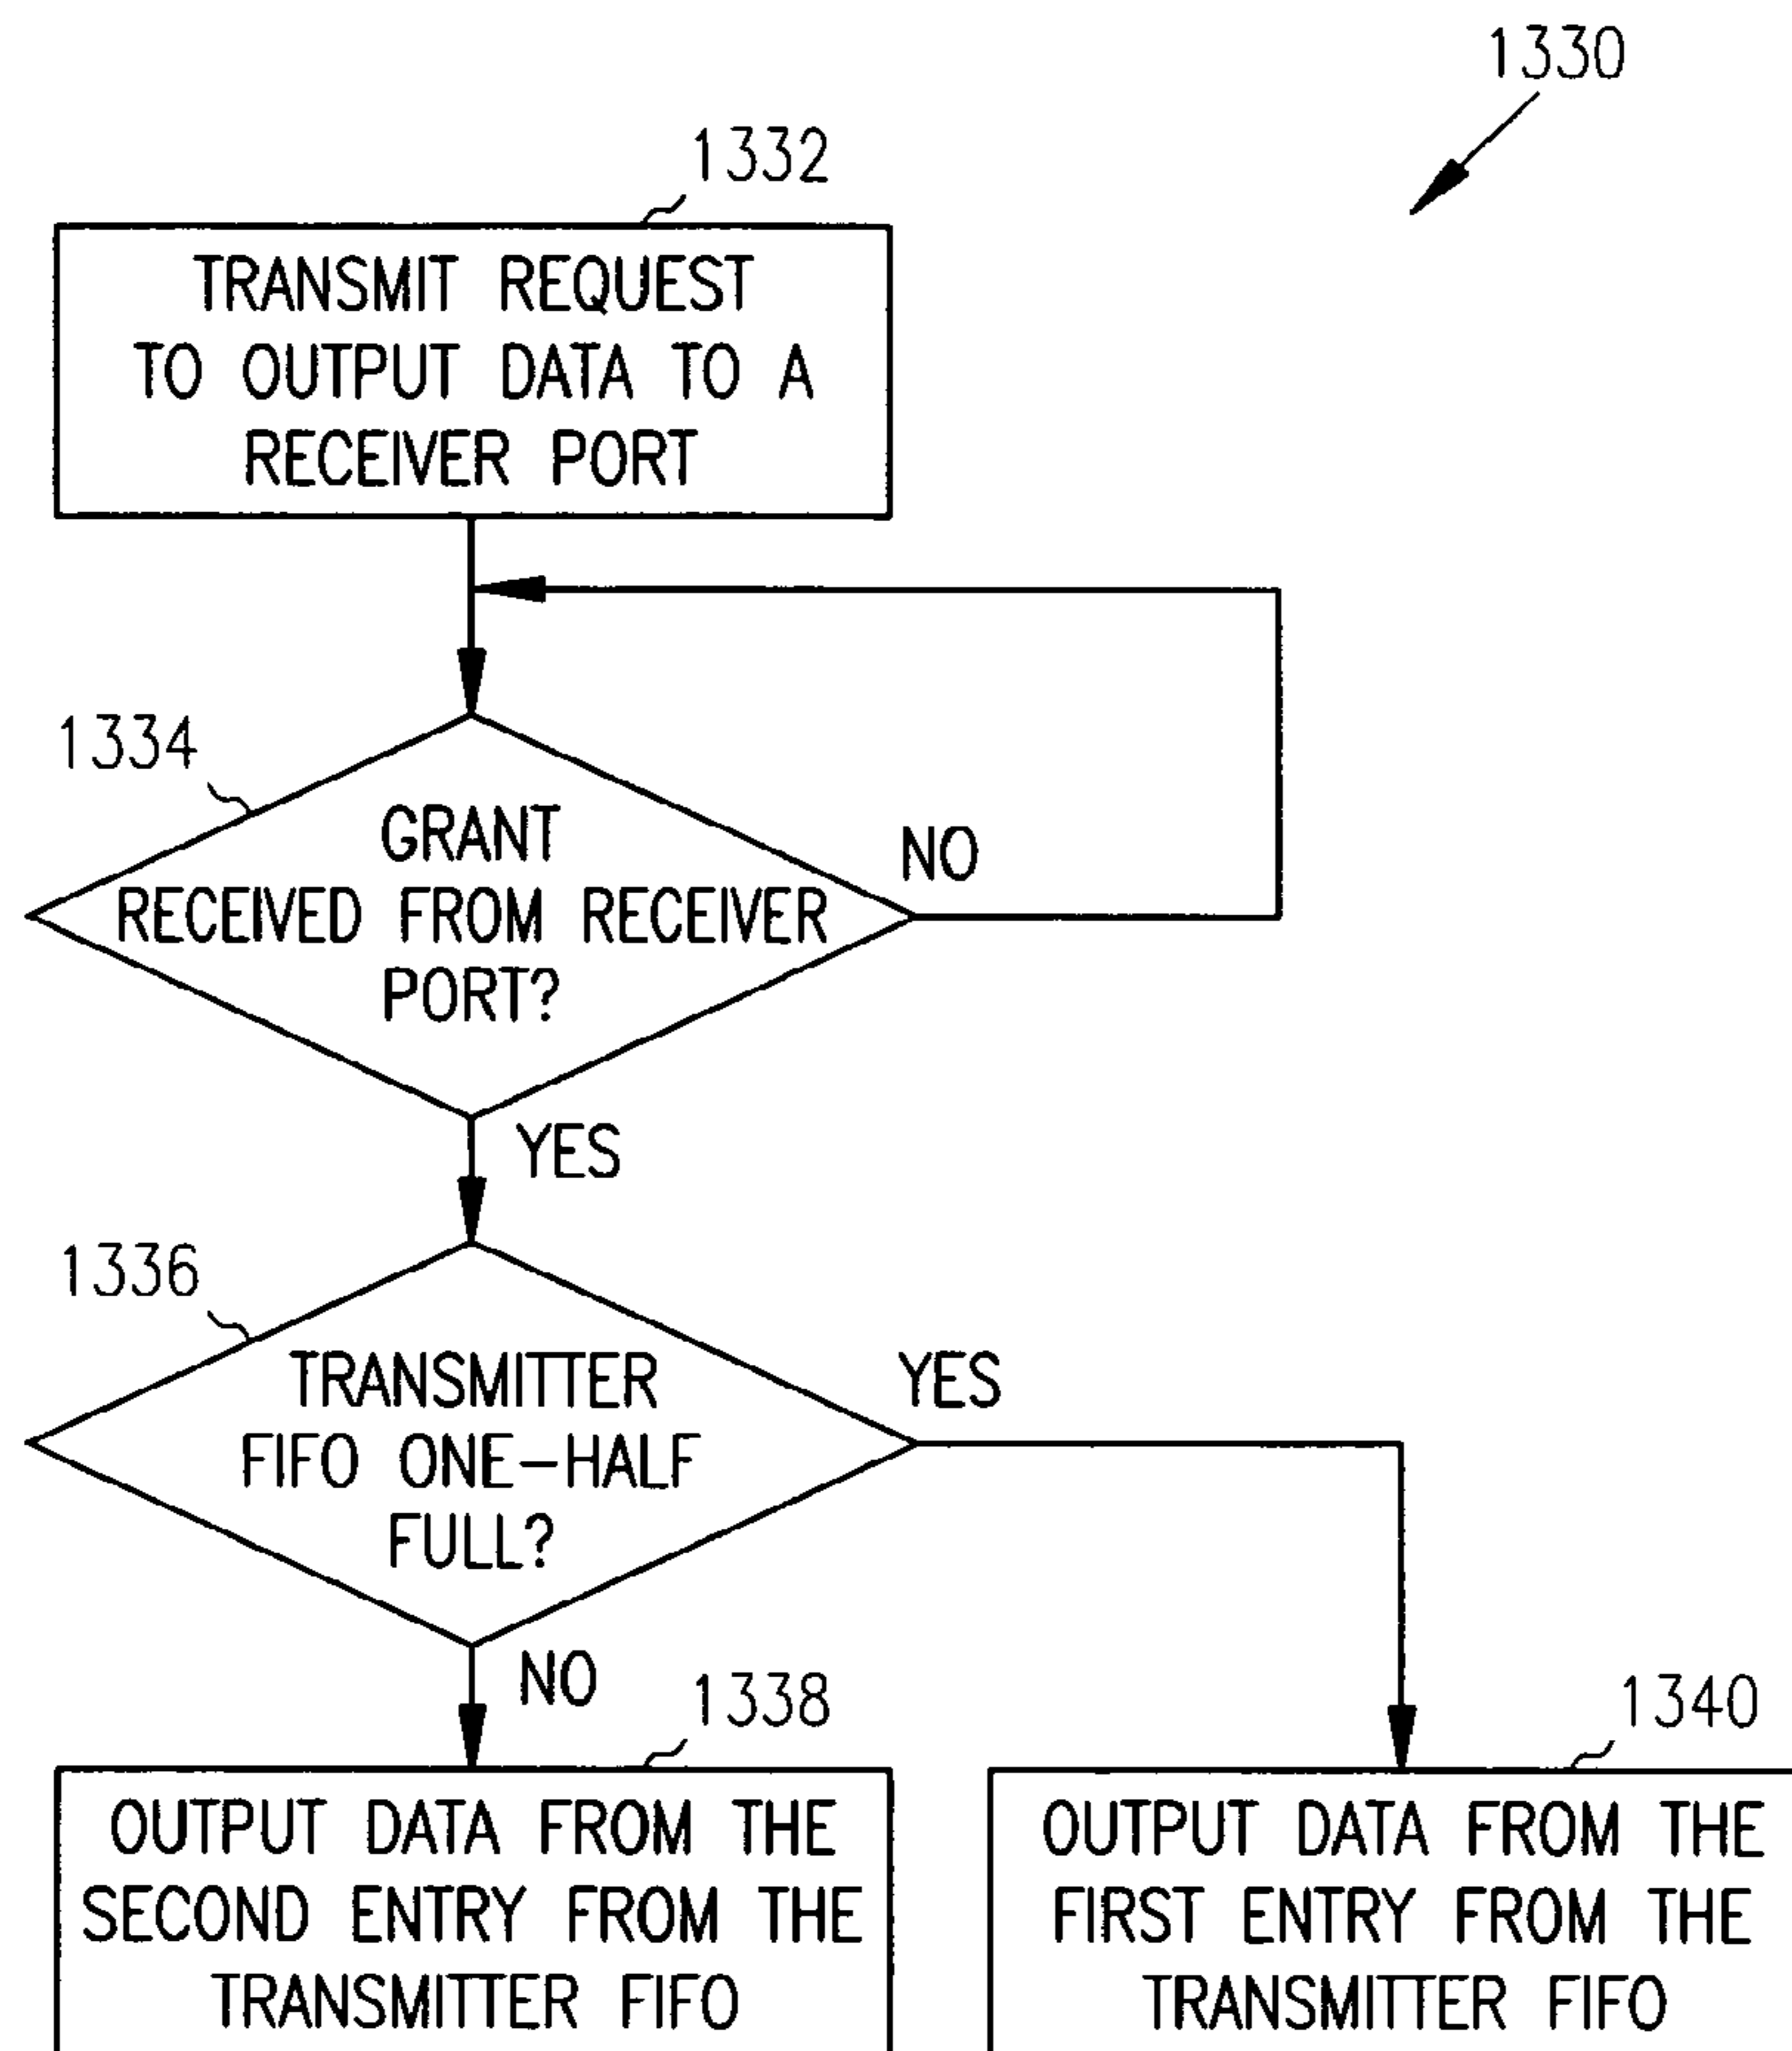 1330
1332
TRANSMIT REQUEST
TO OUTPUT DATA TO A
RECEIVER PORT
1334
GRANT
RECEIVED FROM RECEIVER
PORT?
NO
YES
1336
TRANSMITTER
FIFO ONE-HALF
FULL?
YES
NO
1338
OUTPUT DATA FROM THE
SECOND ENTRY FROM THE
TRANSMITTER FIFO
1340
OUTPUT DATA FROM THE
FIRST ENTRY FROM THE
TRANSMITTER FIFO